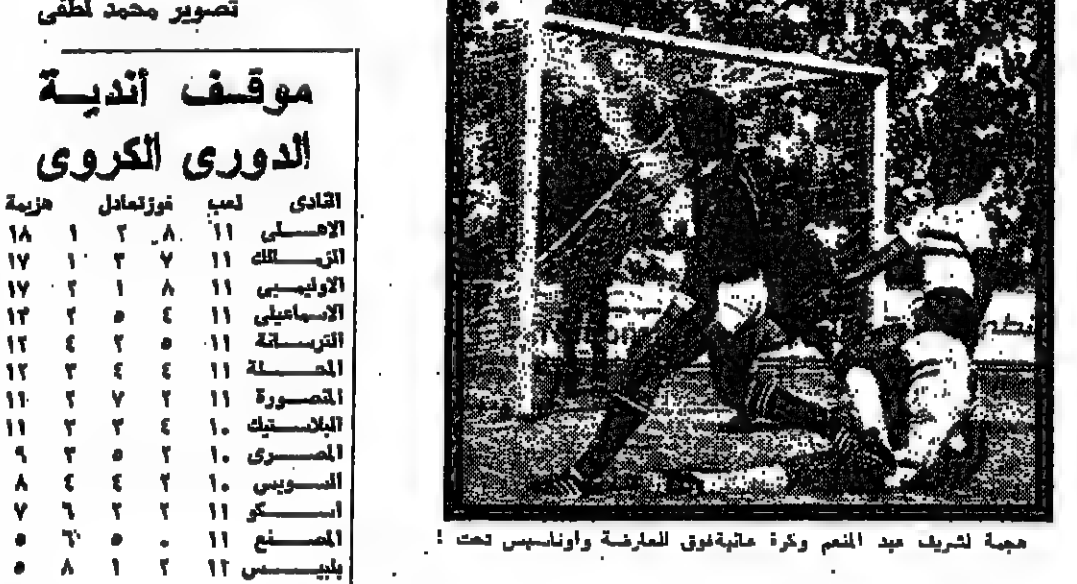 تصوير محمد لطفى
موقف أندية
الدورى الكروى
النادى لعب فوز تعادل هزيمة
الاهلى ١١ ٨ ٢ ١ ١٨
الزمالك ١١ ٧ ٣ ١ ١٧
الاوليمبى ١١ ٨ ١ ٢ ١٧
الاسماعيلى ١١ ٤ ٥ ٢ ١٣
الترسانة ١١ ٥ ٢ ٤ ١٢
المحلة ١١ ٤ ٤ ٣ ١٢
المنصورة ١١ ٢ ٧ ٢ ١١
البلاستيك ١٠ ٤ ٣ ٣ ١١
المصرى ١٠ ٢ ٥ ٣ ٩
السويس ١٠ ٢ ٤ ٤ ٨
اسكو ١١ ٢ ٣ ٦ ٧
المصنع ١١ ٠ ٥ ٦ ٥
بلبيس ١١ ٢ ١ ٨ ٥
هجمة لشريف عبد المنعم وكرة عالية فوق العارضة واوناسيس تحت !